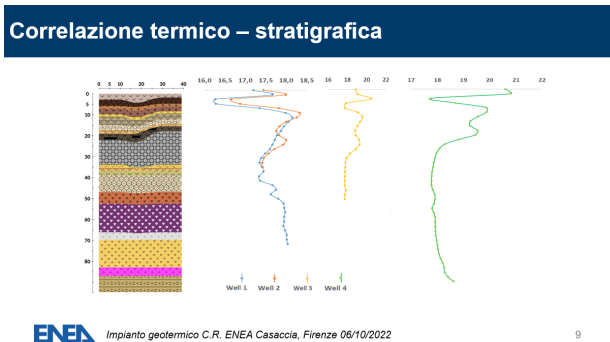 Correlazione termico – stratigrafica
0 5 10 20 30 40
16,0 16,5 17,0 17,5 18,0 18,5
16 18 20 22
17 18 19 20 21 22
0
5
10
20
30
40
50
60
70
80
Well 1 Well 2 Well 3 Well 4
ENEA Impianto geotermico C.R. ENEA Casaccia, Firenze 06/10/2022 9